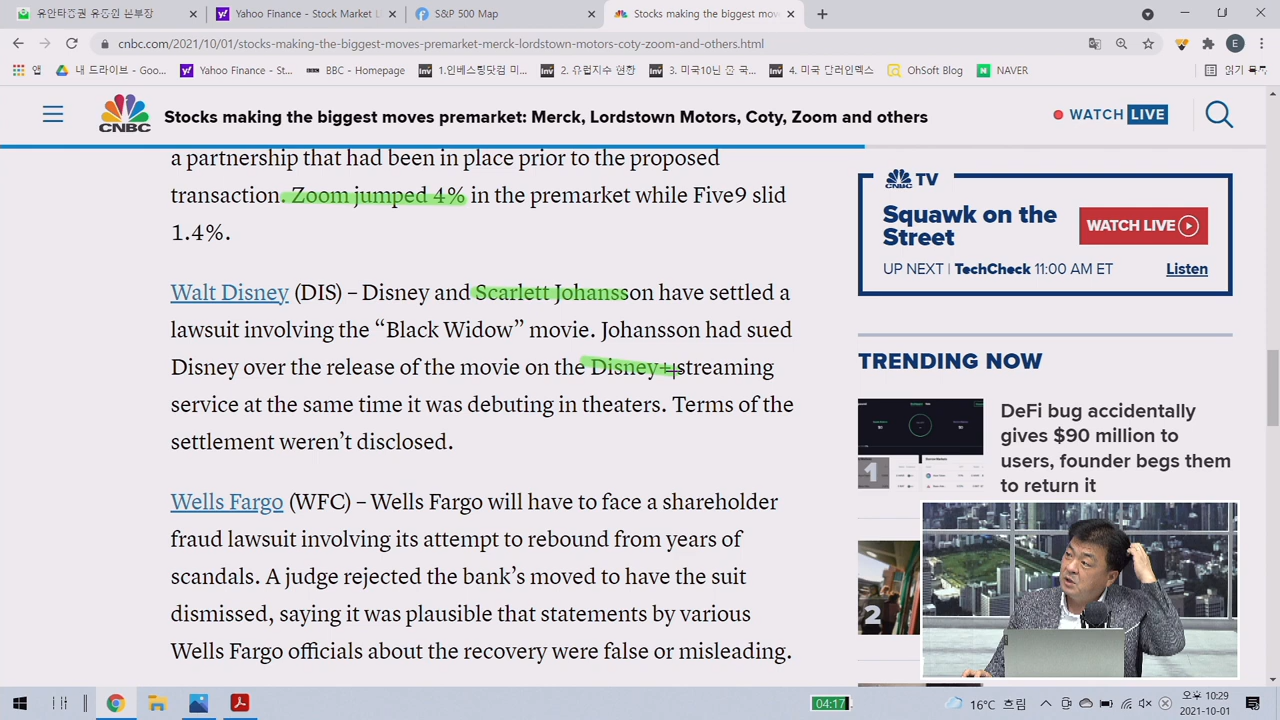 유안타증권 유동원 본부장
Yahoo Finance - Stock Market Li
S&P 500 Map
Stocks making the biggest move
cnbc.com/2021/10/01/stocks-making-the-biggest-moves-premarket-merck-lordstown-motors-coty-zoom-and-others.html
E
앱
내 드라이브 - Goo...
Yahoo Finance - St...
BBC - Homepage
1.인베스팅닷컴 미...
2. 유럽지수 현황
3. 미국10년 만 국...
4. 미국 달러인덱스
OhSoft Blog
NAVER
읽기 목록
CNBC
Stocks making the biggest moves premarket: Merck, Lordstown Motors, Coty, Zoom and others
WATCH LIVE
a partnership that had been in place prior to the proposed
transaction. Zoom jumped 4% in the premarket while Five9 slid
1.4%.
Walt Disney (DIS) – Disney and Scarlett Johansson have settled a
lawsuit involving the “Black Widow” movie. Johansson had sued
Disney over the release of the movie on the Disney+ streaming
service at the same time it was debuting in theaters. Terms of the
settlement weren’t disclosed.
Wells Fargo (WFC) – Wells Fargo will have to face a shareholder
fraud lawsuit involving its attempt to rebound from years of
scandals. A judge rejected the bank’s moved to have the suit
dismissed, saying it was plausible that statements by various
Wells Fargo officials about the recovery were false or misleading.
TV
Squawk on the
Street
WATCH LIVE
UP NEXT | TechCheck 11:00 AM ET
Listen
TRENDING NOW
1
DeFi bug accidentally
gives $90 million to
users, founder begs them
to return it
2
04:17
16°C 흐림
오후 10:29
2021-10-01